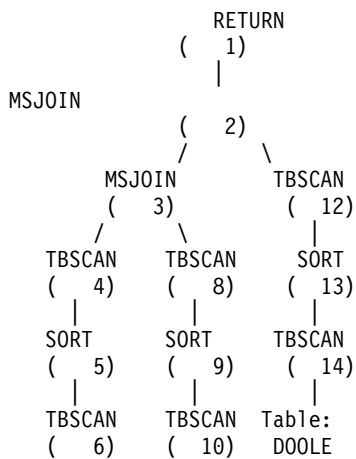 RETURN
( 1)
|
MSJOIN
( 2)
/ \
MSJOIN TBSCAN
( 3) ( 12)
/ \ |
TBSCAN TBSCAN SORT
( 4) ( 8) ( 13)
| | |
SORT SORT TBSCAN
( 5) ( 9) ( 14)
| | |
TBSCAN TBSCAN Table:
( 6) ( 10) DOOLE